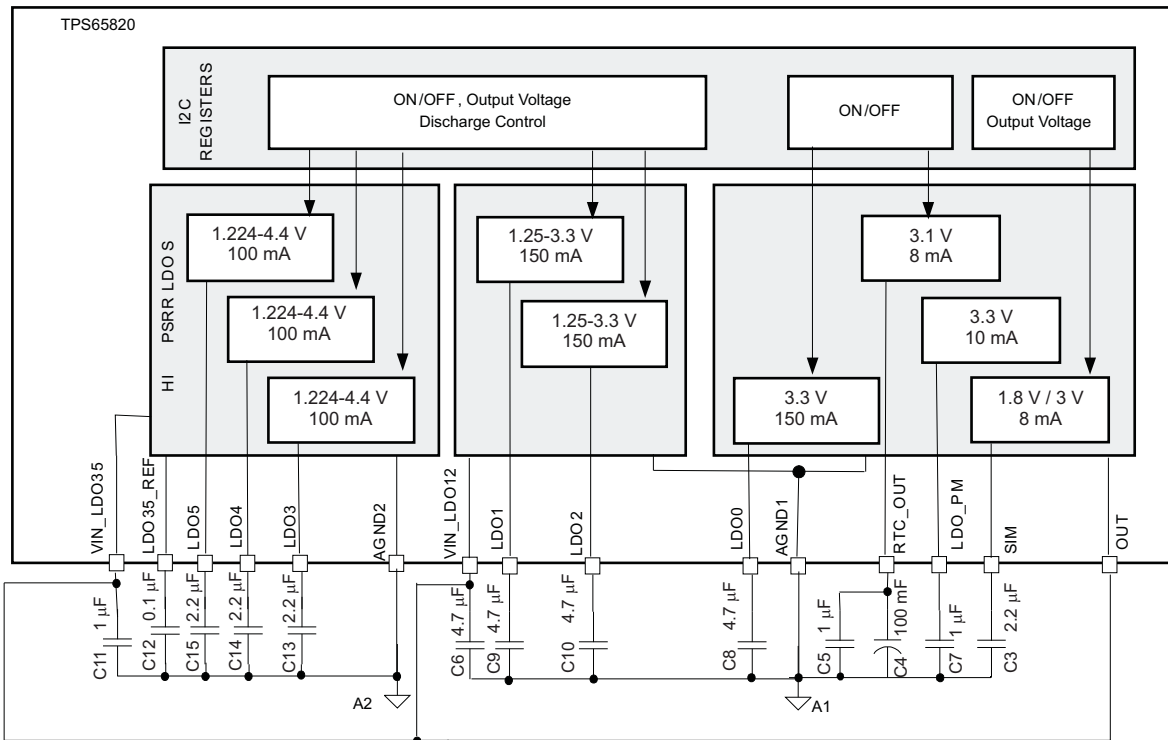 TPS65820
I2C
REGISTERS
ON/OFF , Output Voltage
Discharge Control
ON/OFF
ON/OFF
Output Voltage
HI PSRR LDO S
1.224-4.4 V
100 mA
1.224-4.4 V
100 mA
1.224-4.4 V
100 mA
1.25-3.3 V
150 mA
1.25-3.3 V
150 mA
3.1 V
8 mA
3.3 V
10 mA
3.3 V
150 mA
1.8 V / 3 V
8 mA
VIN_LDO35
LDO35_REF
LDO5
LDO4
LDO3
AGND2
VIN_LDO12
LDO1
LDO2
LDO0
AGND1
RTC_OUT
LDO_PM
SIM
OUT
C11 1 μF
C12 0.1 μF
C15 2.2 μF
C14 2.2 μF
C13 2.2 μF
C6 4.7 μF
C9 4.7 μF
C10 4.7 μF
C8 4.7 μF
C5 1 μF
C4 100 mF
C7 1 μF
C3 2.2 μF
A2
A1